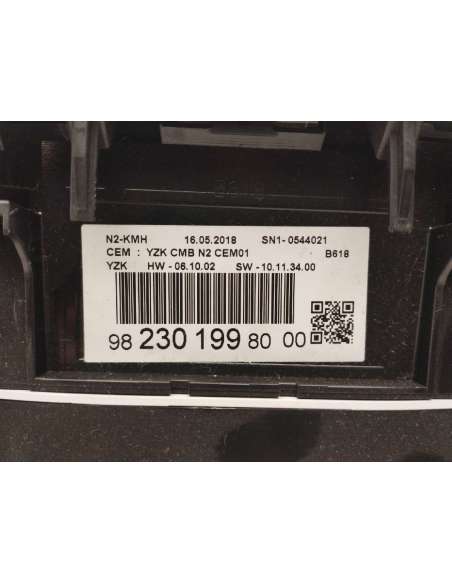 N2-KMH 16.05.2018 SN1- 0544021
CEM : YZK CMB N2 CEM01 B618
YZK HW - 06.10.02 SW - 10.11.34.00
98 230 199 80 00